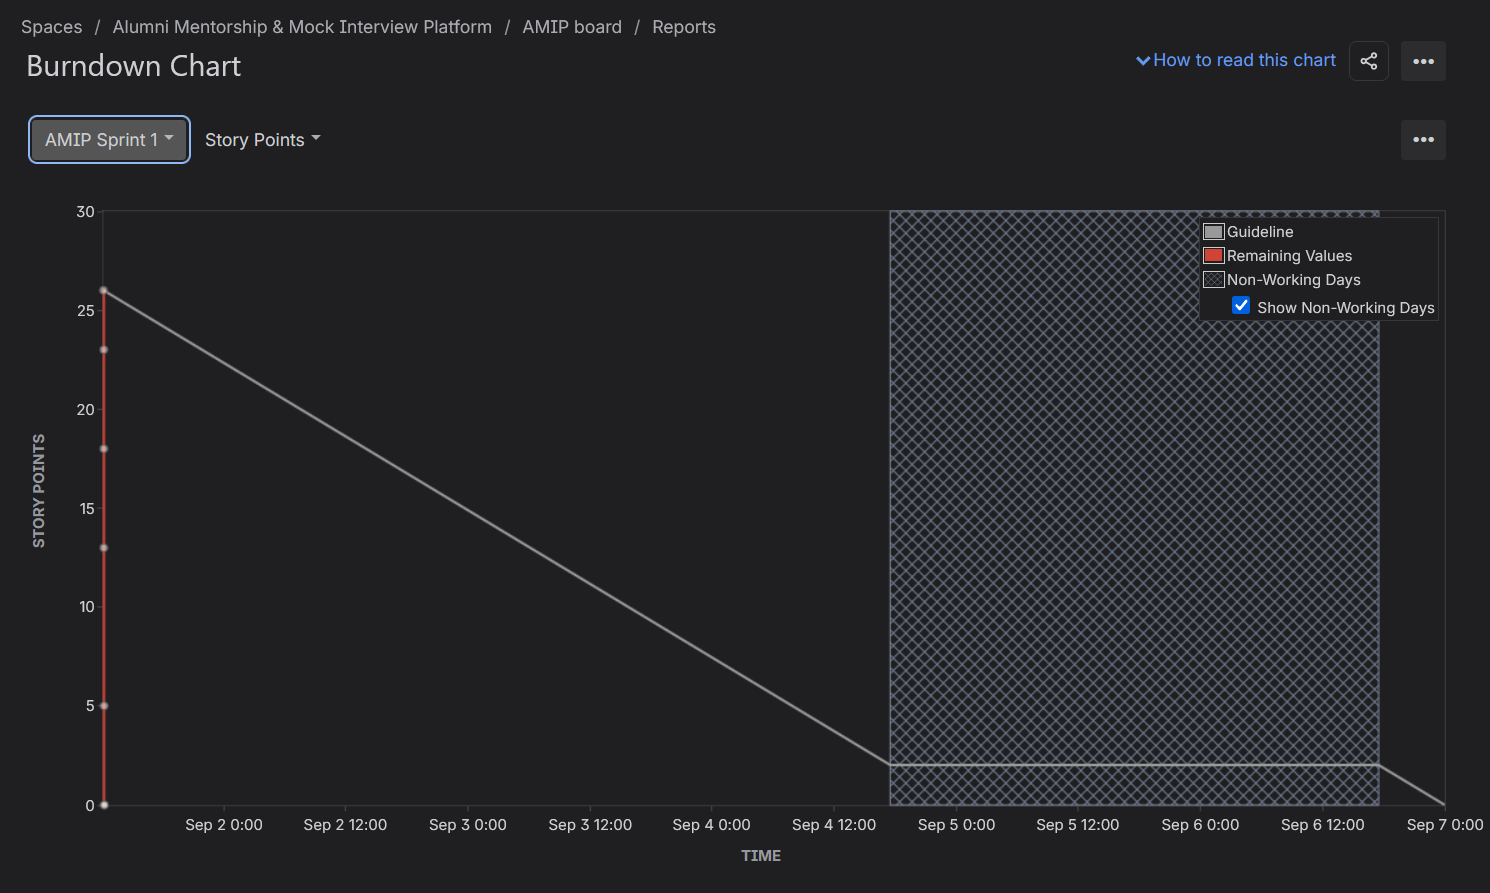 Spaces / Alumni Mentorship & Mock Interview Platform / AMIP board / Reports
Burndown Chart
How to read this chart
AMIP Sprint 1
Story Points
30
25
20
15
10
5
0
STORY POINTS
Guideline
Remaining Values
Non-Working Days
Show Non-Working Days
Sep 2 0:00 Sep 2 12:00 Sep 3 0:00 Sep 3 12:00 Sep 4 0:00 Sep 4 12:00 Sep 5 0:00 Sep 5 12:00 Sep 6 0:00 Sep 6 12:00 Sep 7 0:00
TIME